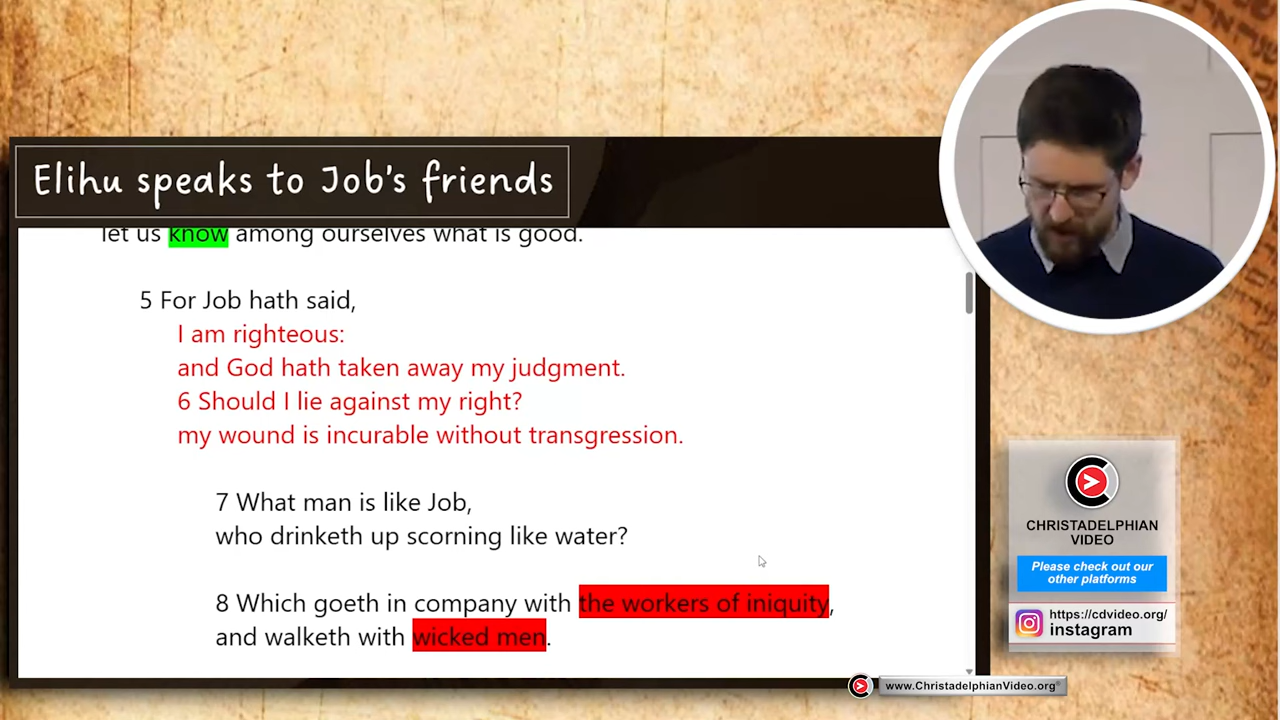 Elihu speaks to Job's friends
let us know among ourselves what is good.
5 For Job hath said,
I am righteous:
and God hath taken away my judgment.
6 Should I lie against my right?
my wound is incurable without transgression.
7 What man is like Job,
who drinketh up scorning like water?
8 Which goeth in company with the workers of iniquity,
and walketh with wicked men.
CHRISTADELPHIAN
VIDEO
Please check out our
other platforms
https://cdvideo.org/
instagram
www.ChristadelphianVideo.org